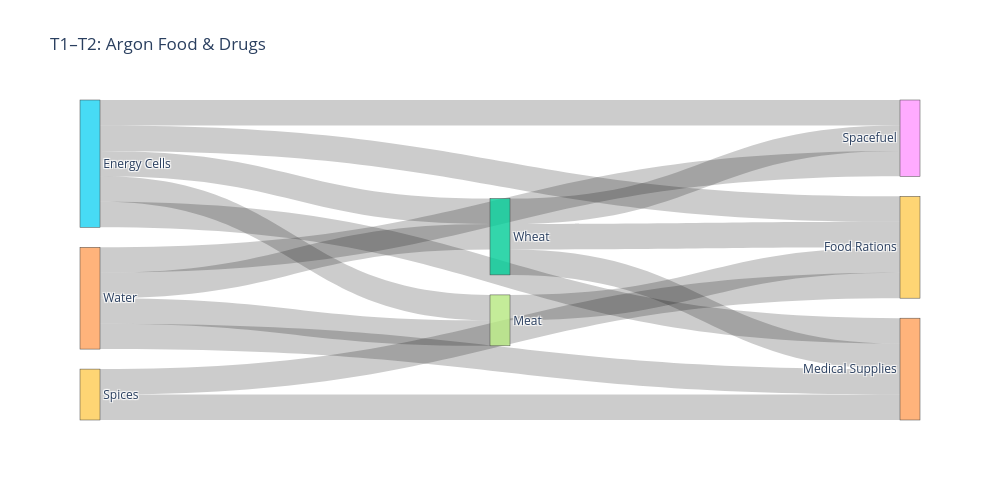 T1–T2: Argon Food & Drugs
Energy Cells
Water
Spices
Wheat
Meat
Spacefuel
Food Rations
Medical Supplies